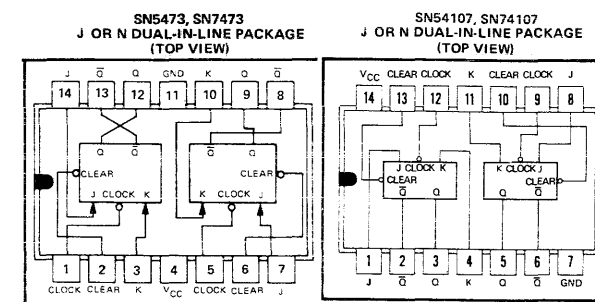 SN5473, SN7473
J OR N DUAL-IN-LINE PACKAGE
(TOP VIEW)
J Q̅ Q GND K Q Q̅
14 13 12 11 10 9 8
Q Q̅ Q̅ Q
CLEAR CLEAR
J CLOCK K K CLOCK J
1 2 3 4 5 6 7
CLOCK CLEAR K VCC CLOCK CLEAR J
SN54107, SN74107
J OR N DUAL-IN-LINE PACKAGE
(TOP VIEW)
VCC CLEAR CLOCK K CLEAR CLOCK J
14 13 12 11 10 9 8
J CLOCK K K CLOCK J
CLEAR CLEAR
Q̅ Q Q Q̅
1 2 3 4 5 6 7
J Q̅ Q K Q Q̅ GND